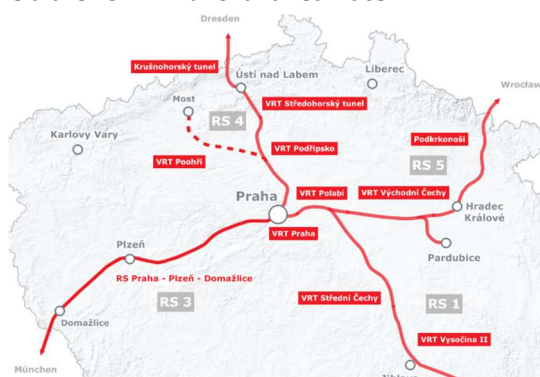 Dresden
Krušnohorský tunel
Ústí nad Labem
Liberec
Wrocław
Most
VRT Středohorský tunel
RS 4
Karlovy Vary
Podkrkonoší
VRT Poohří
VRT Podřipsko
RS 5
Praha
VRT Polabí
VRT Východní Čechy
Hradec
Králové
VRT Praha
Plzeň
Pardubice
RS Praha - Plzeň - Domažlice
RS 3
VRT Střední Čechy
RS 1
Domažlice
VRT Vysočina II
München